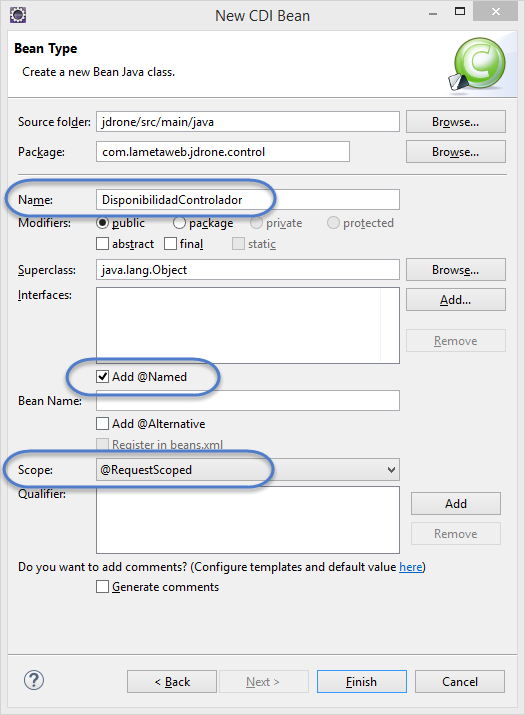 New CDI Bean
Bean Type
Create a new Bean Java class.
Source folder: jdrone/src/main/java Browse...
Package: com.lametaweb.jdrone.control Browse...
Name: DisponibilidadControlador
Modifiers: public package private protected
abstract final static
Superclass: java.lang.Object Browse...
Interfaces: Add...
Remove
Add @Named
Bean Name:
Add @Alternative
Register in beans.xml
Scope: @RequestScoped
Qualifier: Add
Remove
Do you want to add comments? (Configure templates and default value here)
Generate comments
? < Back Next > Finish Cancel